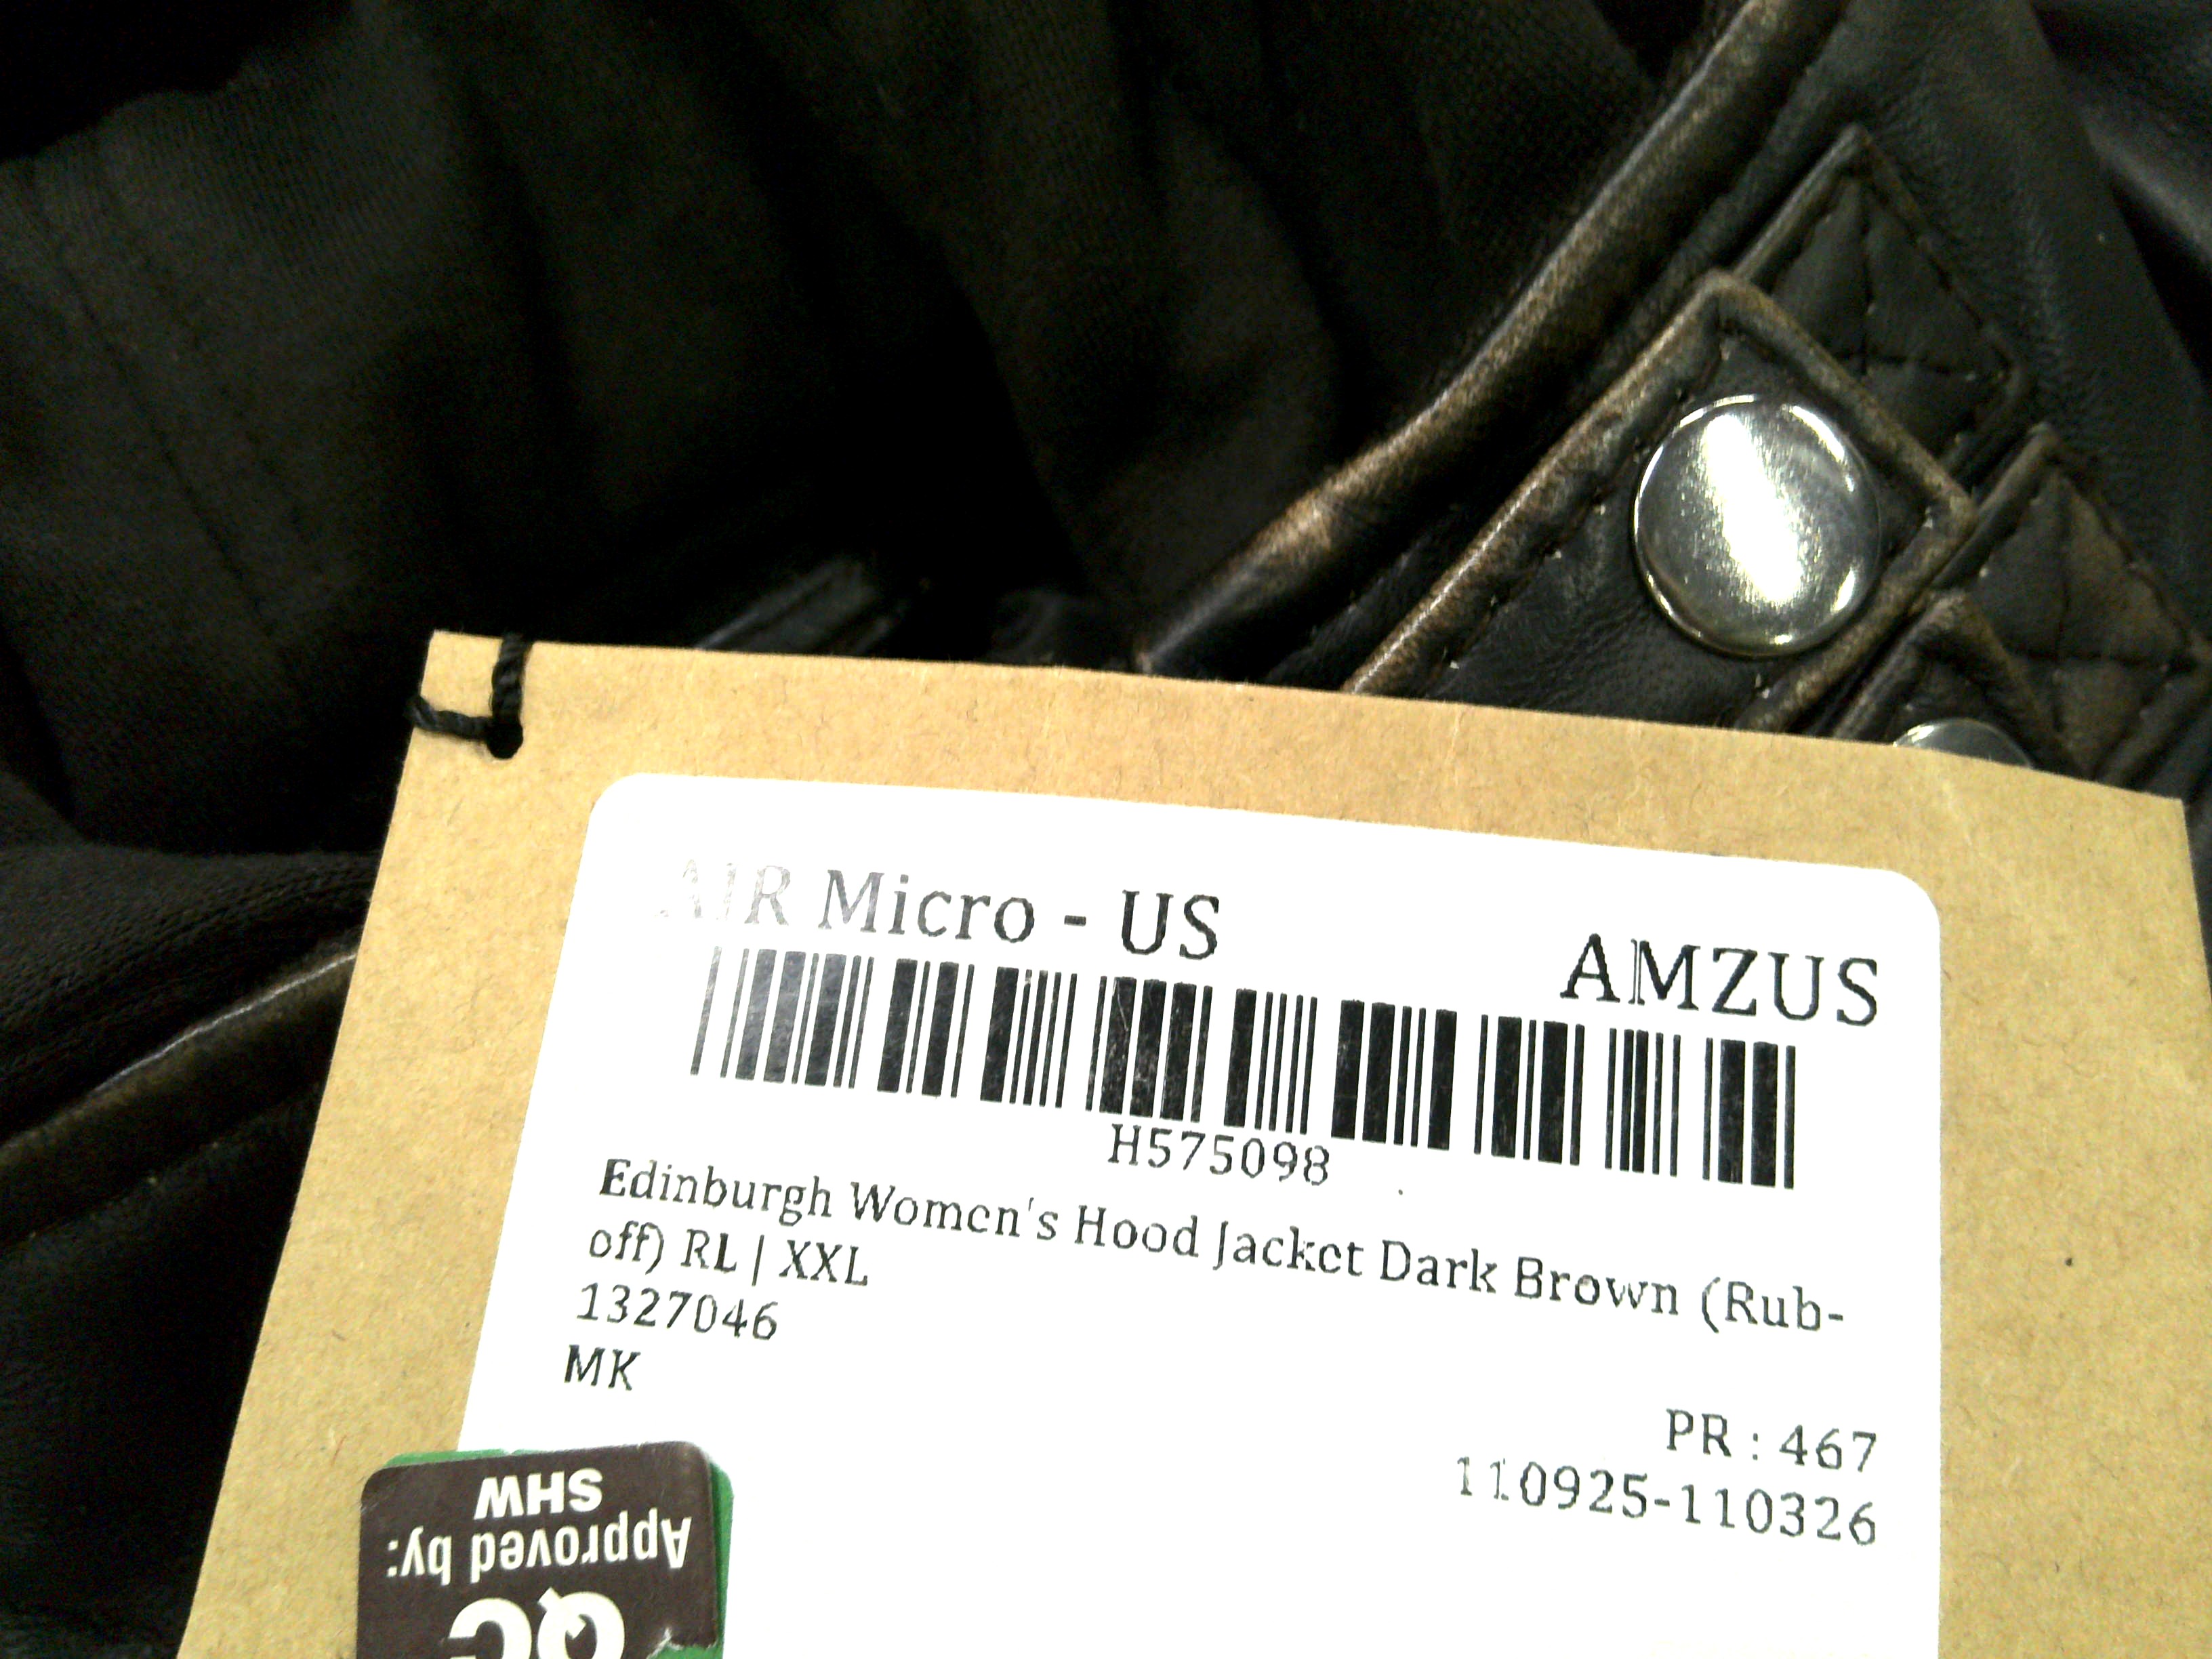 AIR Micro - US
AMZUS
H575098
Edinburgh Women's Hood Jacket Dark Brown (Rub-
off) RL | XXL
1327046
MK
PR : 467
110925-110326
QC
Approved by:
SHW